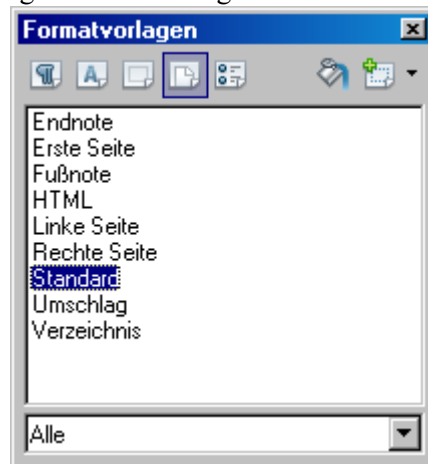 Formatvorlagen
Endnote
Erste Seite
Fußnote
HTML
Linke Seite
Rechte Seite
Standard
Umschlag
Verzeichnis
Alle